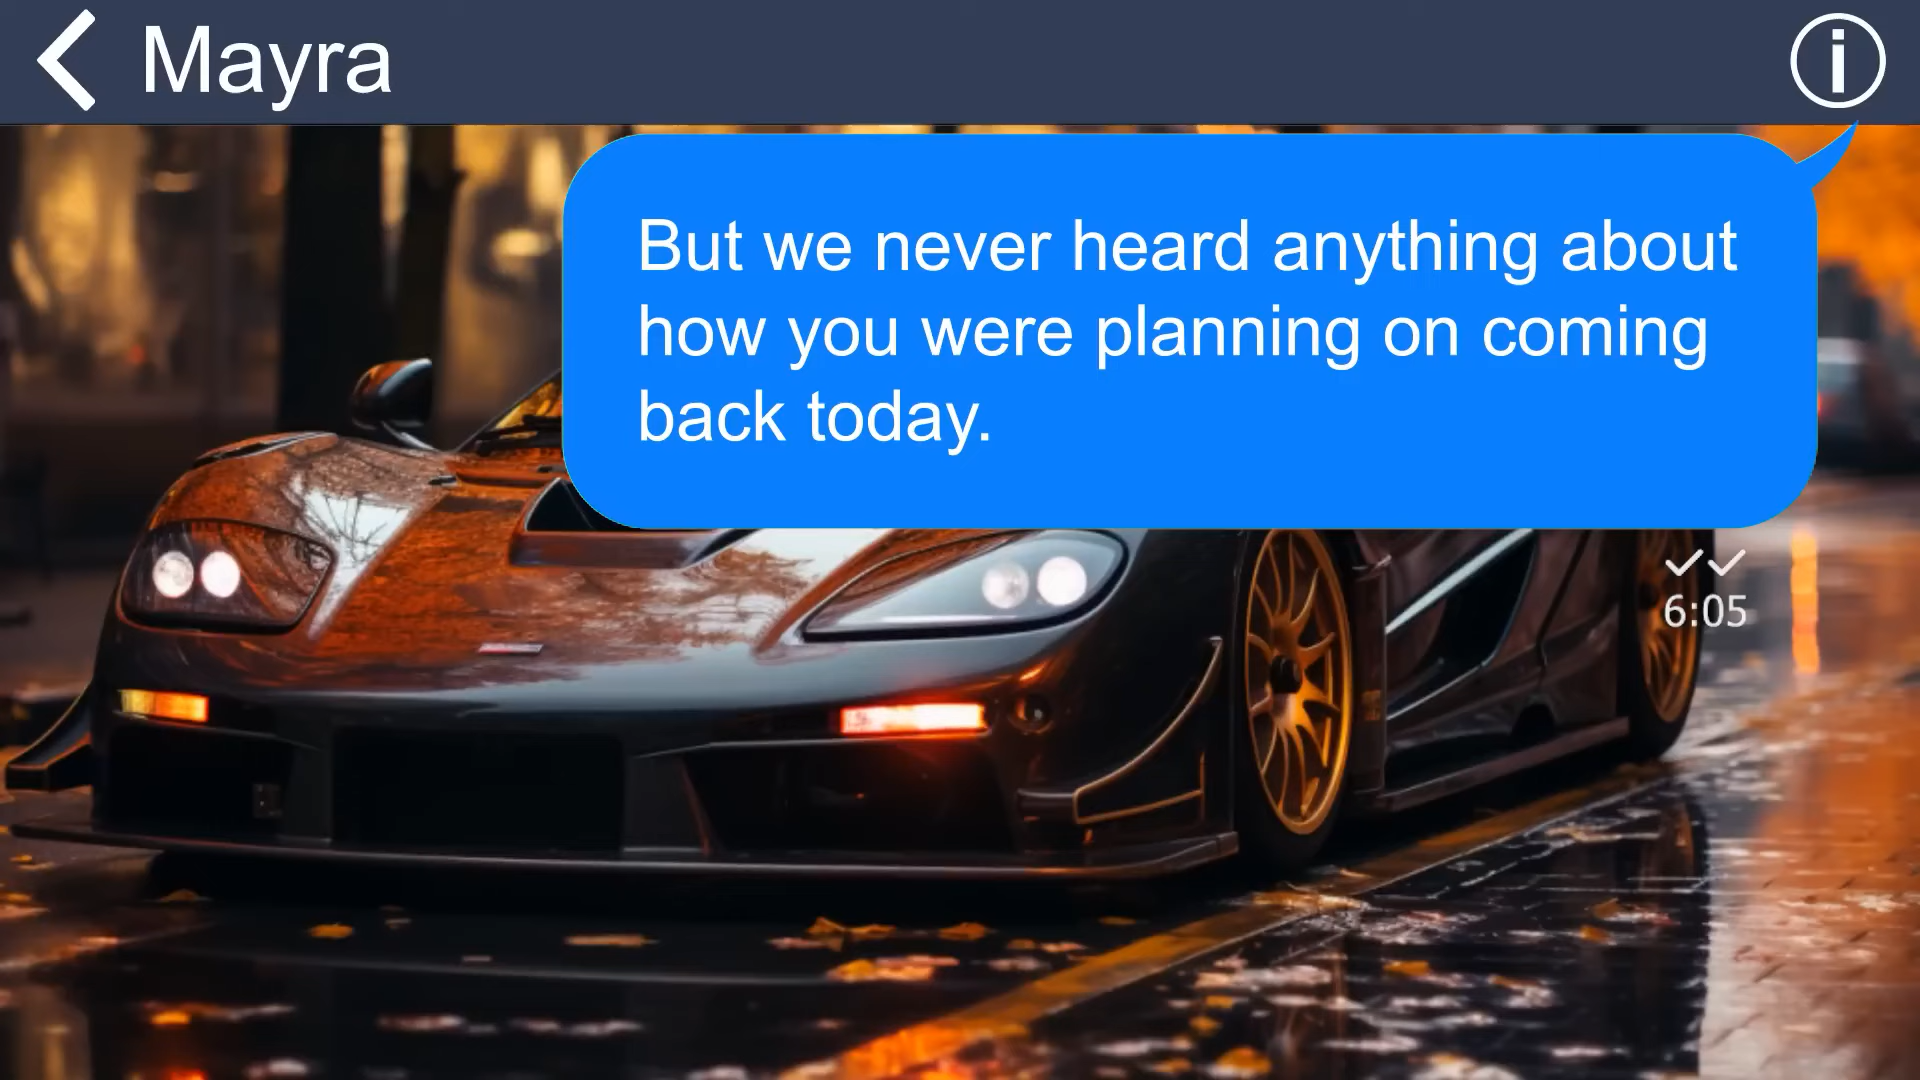 Mayra
But we never heard anything about
how you were planning on coming
back today.
6:05